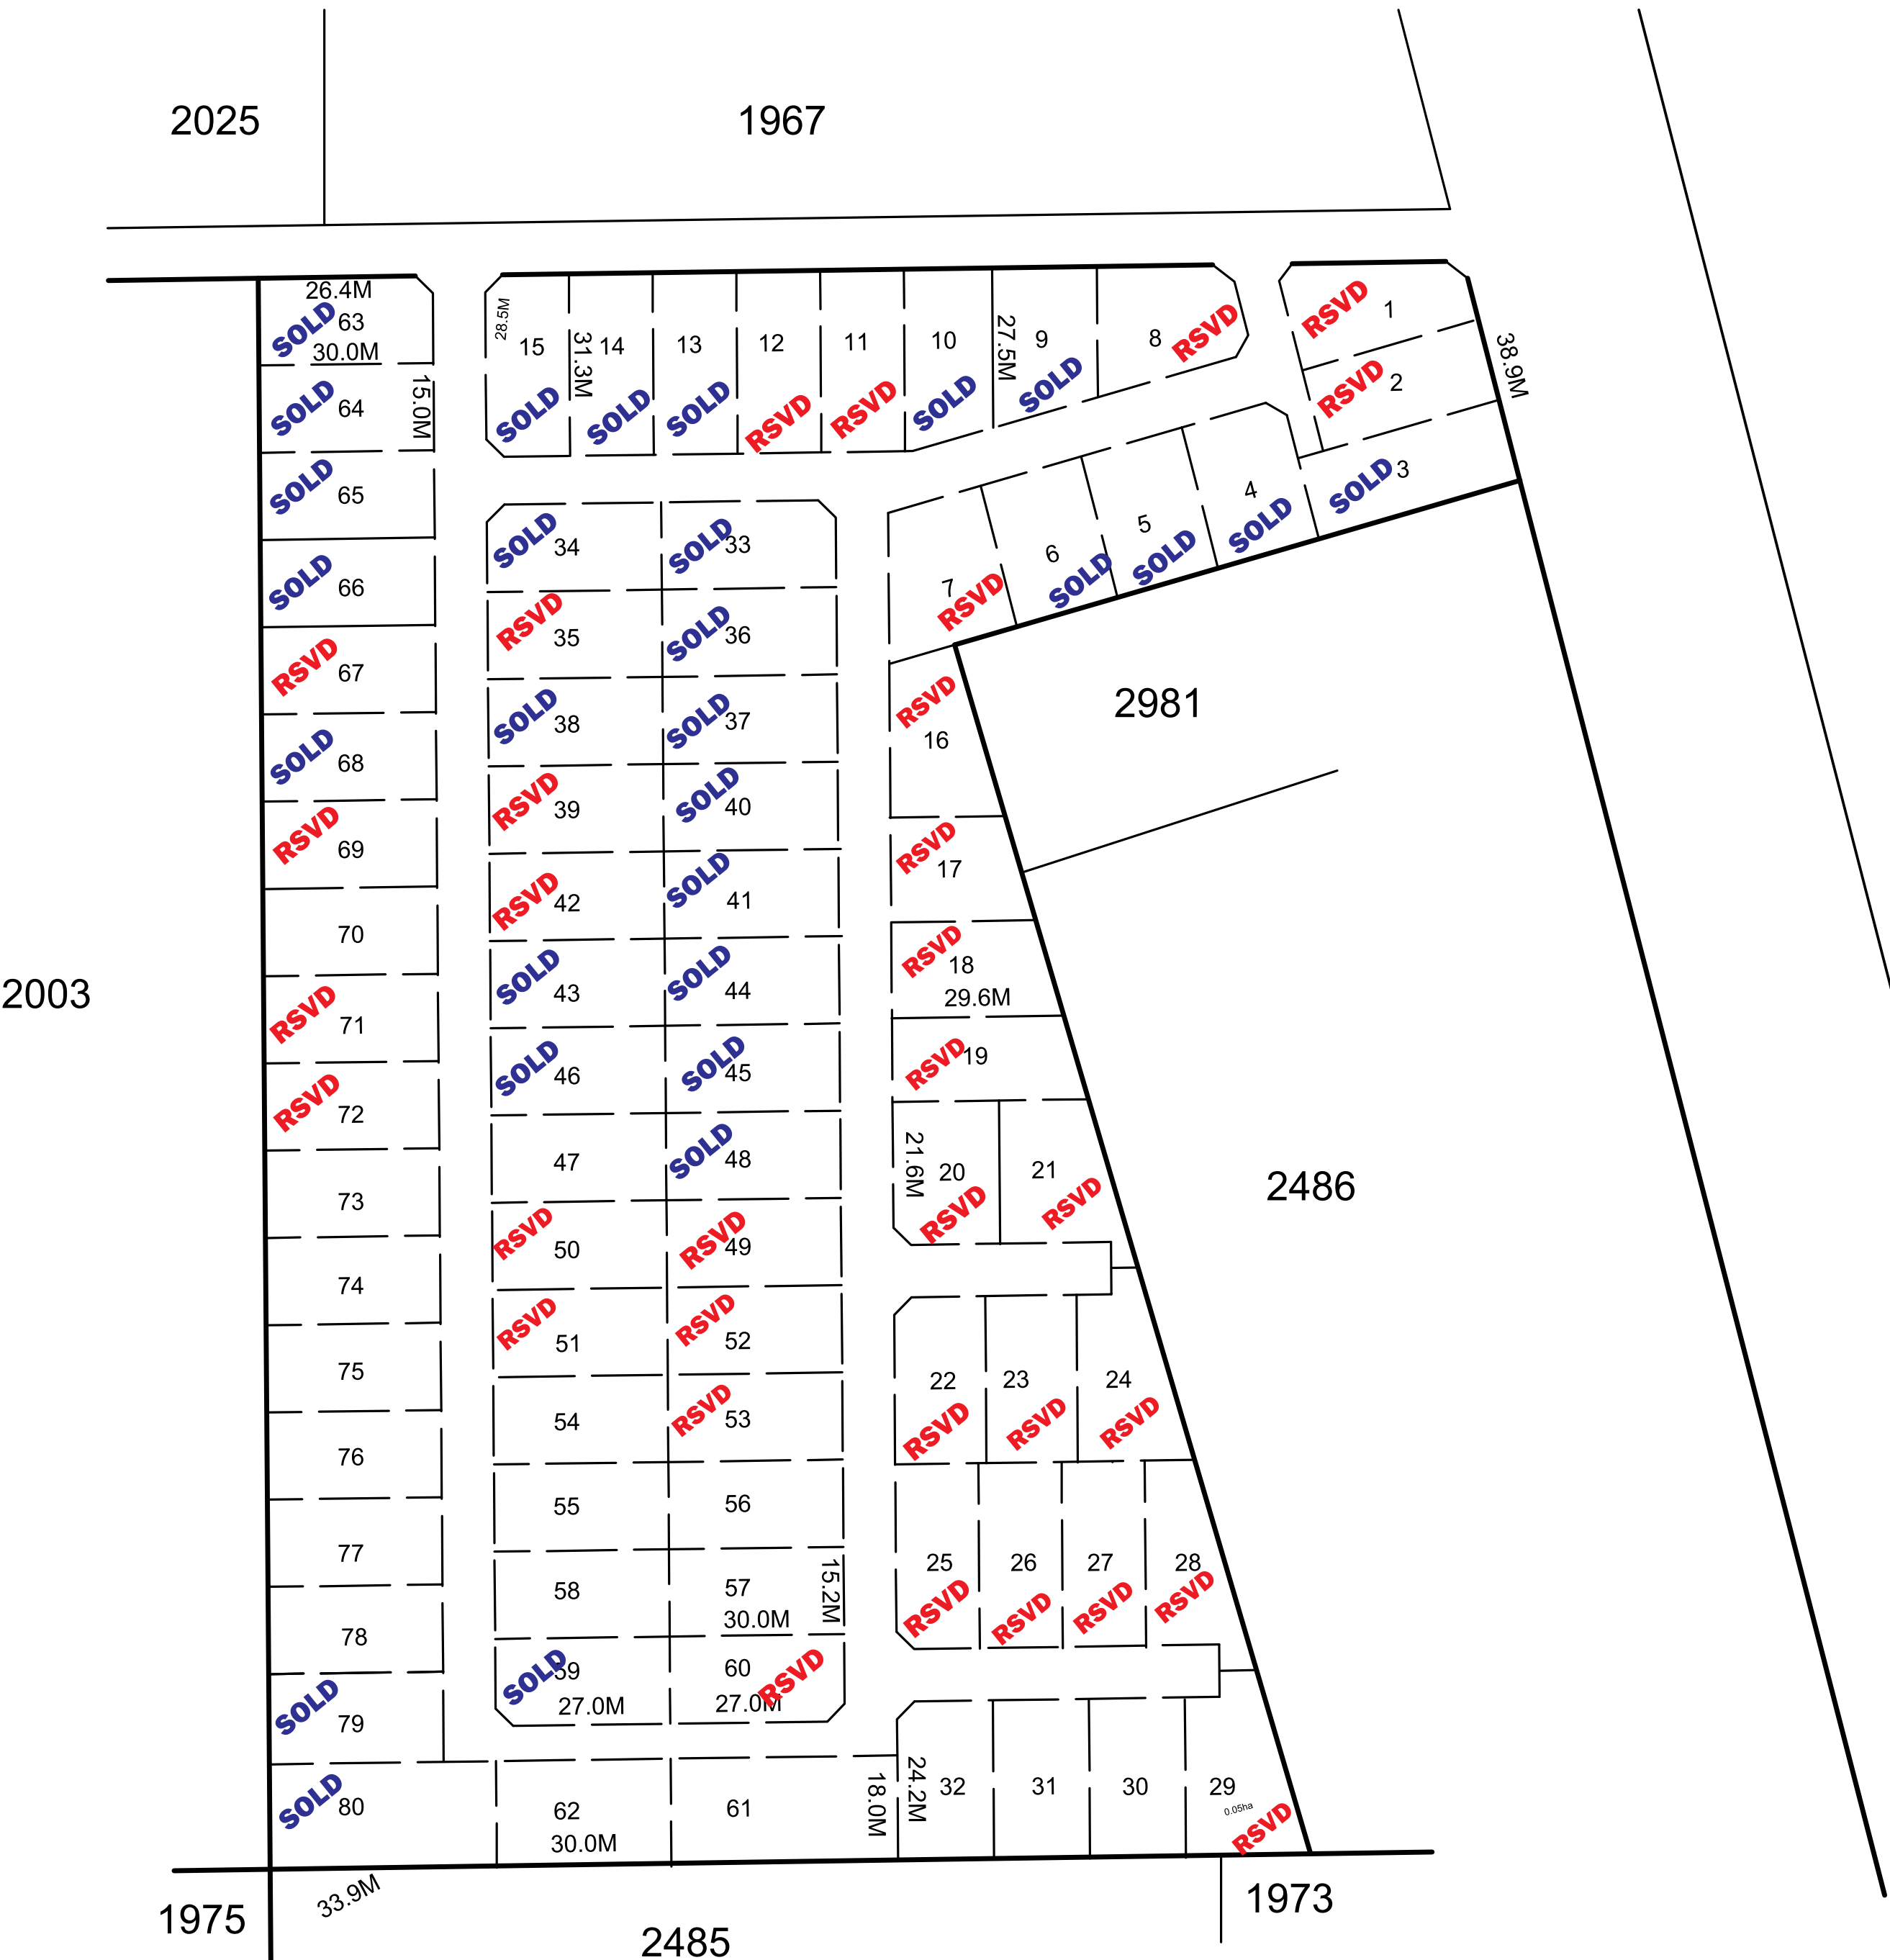 2025
1967
26.4M
SOLD
63
30.0M
28.5M
15
SOLD
31.3M
14
SOLD
13
SOLD
12
RSVD
11
RSVD
10
SOLD
27.5M
9
SOLD
8
RSVD
RSVD
1
RSVD
2
38.9M
SOLD
3
SOLD
64
15.0M
SOLD
65
SOLD
66
RSVD
67
SOLD
68
RSVD
69
70
RSVD
71
RSVD
72
73
74
75
76
77
78
SOLD
79
SOLD
80
SOLD
34
SOLD
33
RSVD
35
SOLD
36
SOLD
38
SOLD
37
RSVD
39
SOLD
40
RSVD
42
SOLD
41
SOLD
43
SOLD
44
SOLD
46
SOLD
45
47
SOLD
48
RSVD
50
RSVD
49
RSVD
51
RSVD
52
54
RSVD
53
55
56
58
57
30.0M
15.2M
SOLD
59
27.0M
60
RSVD
27.0M
62
30.0M
61
18.0M
4
SOLD
5
SOLD
6
SOLD
7
RSVD
RSVD
16
RSVD
17
RSVD
18
29.6M
RSVD
19
21.6M
20
RSVD
21
RSVD
22
RSVD
23
RSVD
24
RSVD
25
RSVD
26
RSVD
27
RSVD
28
RSVD
24.2M
32
31
30
29
0.05ha
RSVD
2981
2486
2003
1975
33.9M
2485
1973